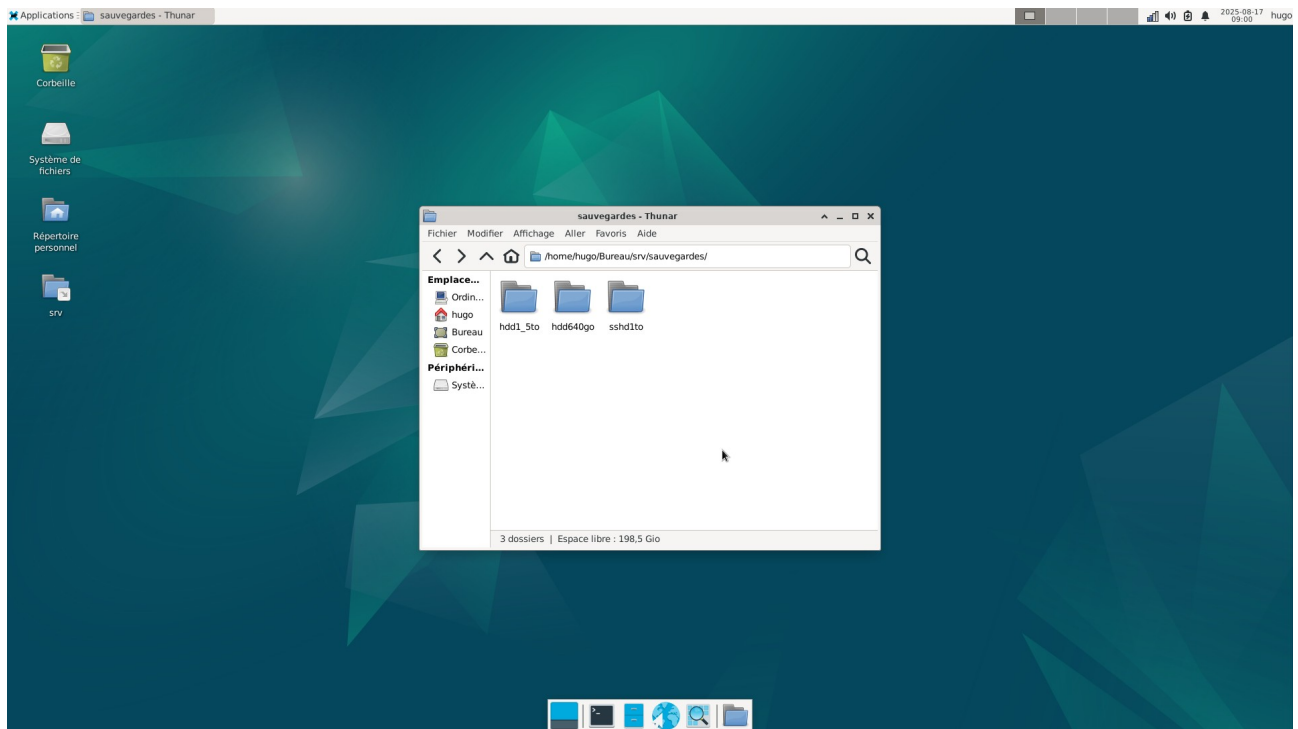 Applications
sauvegardes - Thunar
2025-08-17
09:00
hugo
Corbeille
Système de
fichiers
Répertoire
personnel
srv
sauvegardes - Thunar
Fichier Modifier Affichage Aller Favoris Aide
/home/hugo/Bureau/srv/sauvegardes/
Emplace...
Ordin...
hugo
Bureau
Corbe...
Périphéri...
Systè...
hdd1_5to hdd640go sshd1to
3 dossiers | Espace libre : 198,5 Gio